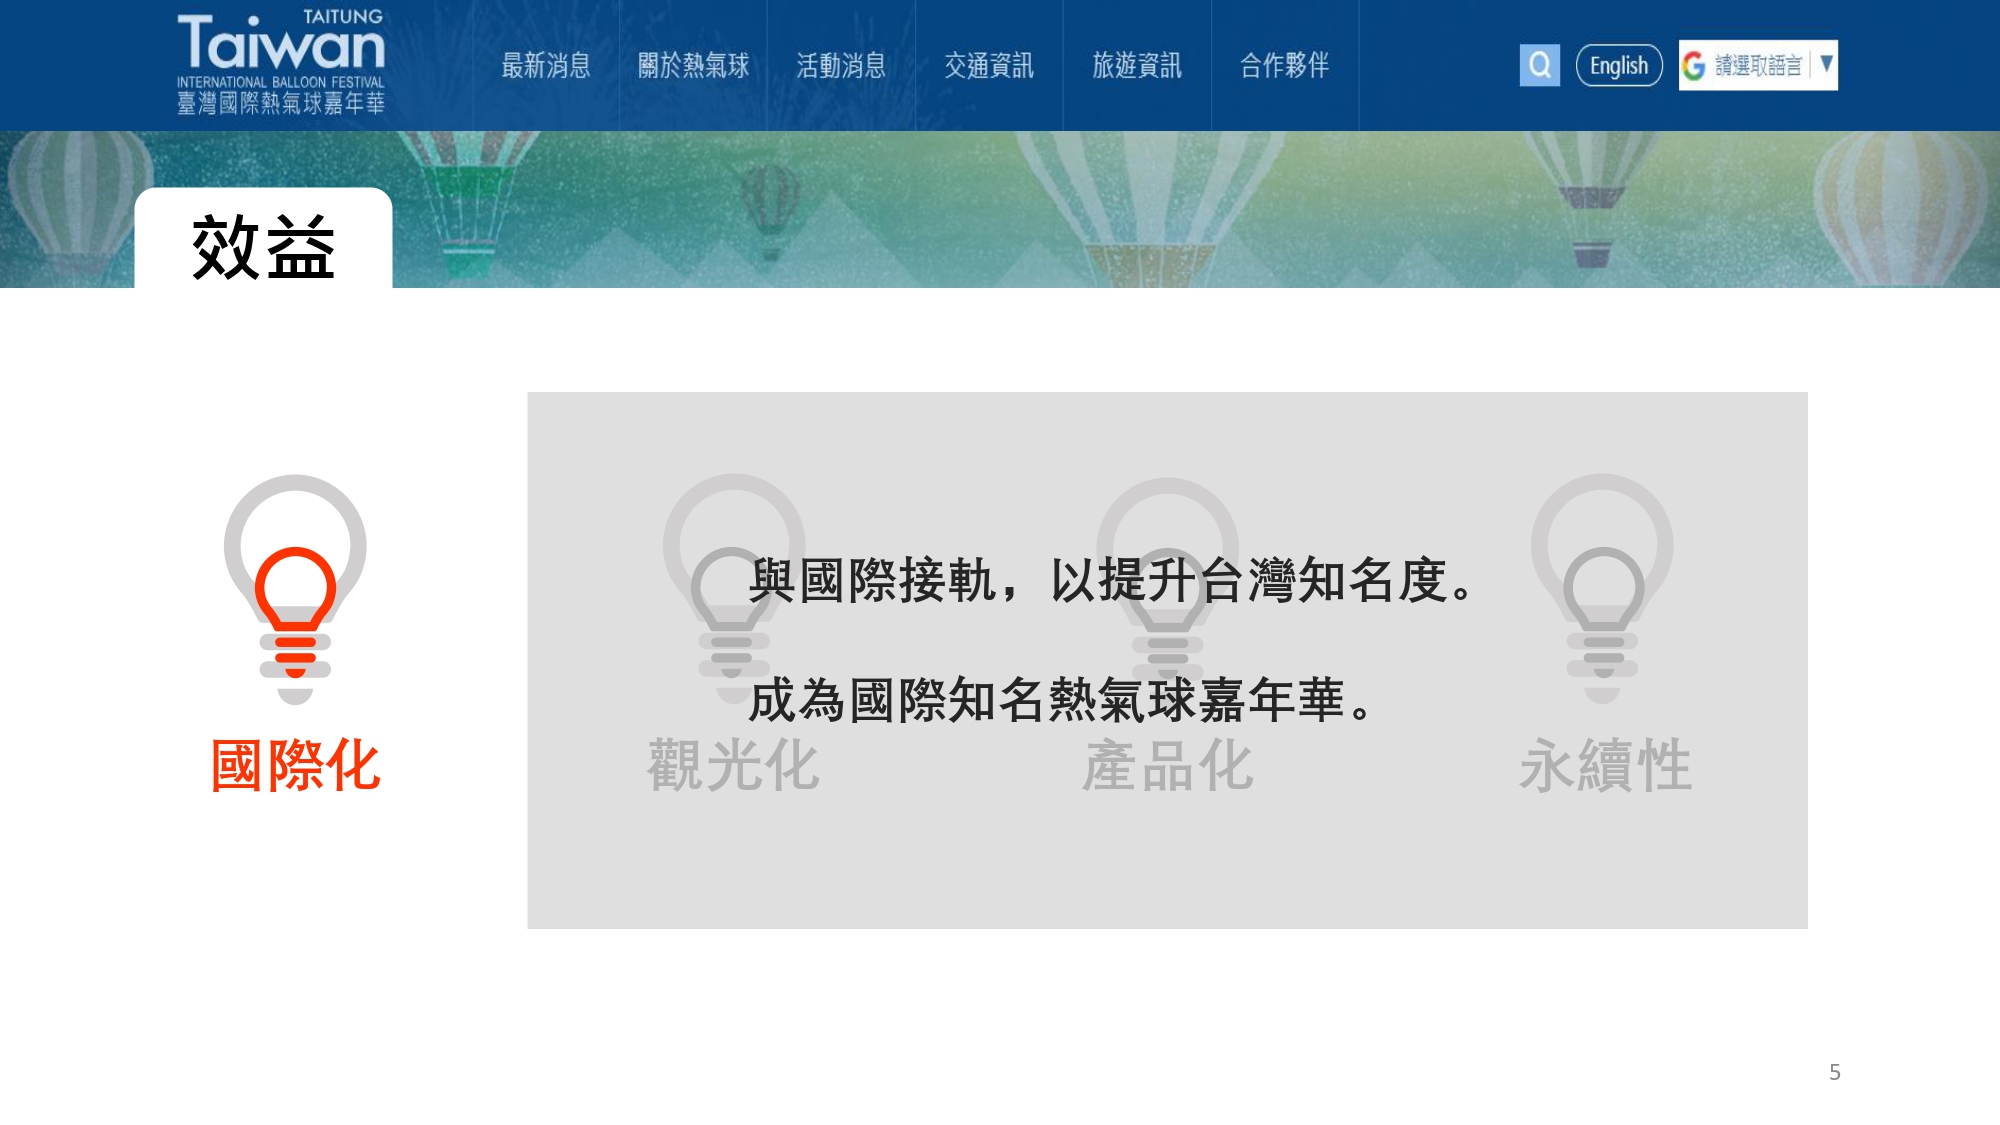 TAITUNG
Taiwan
INTERNATIONAL BALLOON FESTIVAL
臺灣國際熱氣球嘉年華
最新消息 關於熱氣球 活動消息 交通資訊 旅遊資訊 合作夥伴 English G 請選取語言 ▼
效益
與國際接軌，以提升台灣知名度。
成為國際知名熱氣球嘉年華。
國際化 觀光化 產品化 永續性
5